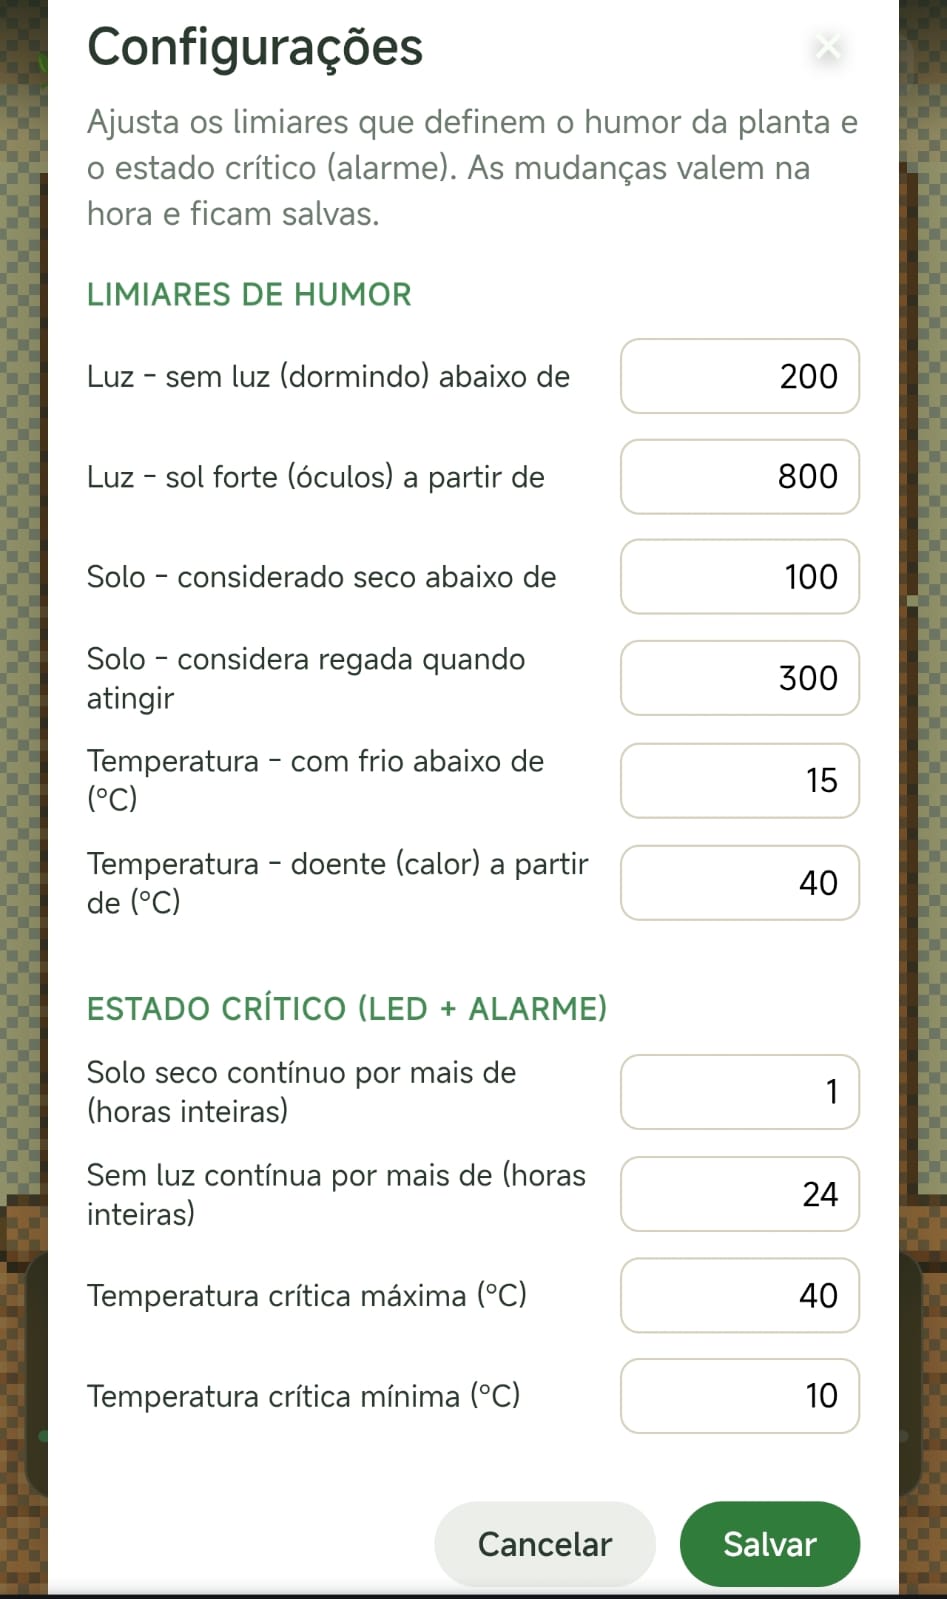 Configurações
×
Ajusta os limiares que definem o humor da planta e
o estado crítico (alarme). As mudanças valem na
hora e ficam salvas.
LIMIARES DE HUMOR
Luz - sem luz (dormindo) abaixo de 200
Luz - sol forte (óculos) a partir de 800
Solo - considerado seco abaixo de 100
Solo - considera regada quando
atingir 300
Temperatura - com frio abaixo de
(°C) 15
Temperatura - doente (calor) a partir
de (°C) 40
ESTADO CRÍTICO (LED + ALARME)
Solo seco contínuo por mais de
(horas inteiras) 1
Sem luz contínua por mais de (horas
inteiras) 24
Temperatura crítica máxima (°C) 40
Temperatura crítica mínima (°C) 10
Cancelar Salvar